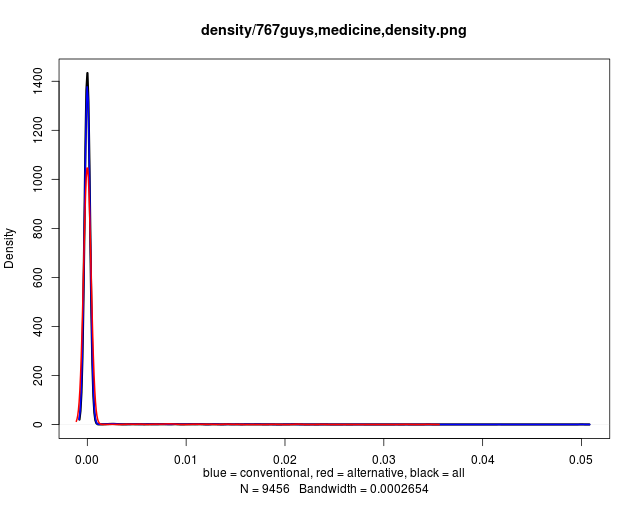 density/767guys,medicine,density.png
Density
1400
1200
1000
800
600
400
200
0
0.00 0.01 0.02 0.03 0.04 0.05
blue = conventional, red = alternative, black = all
N = 9456 Bandwidth = 0.0002654